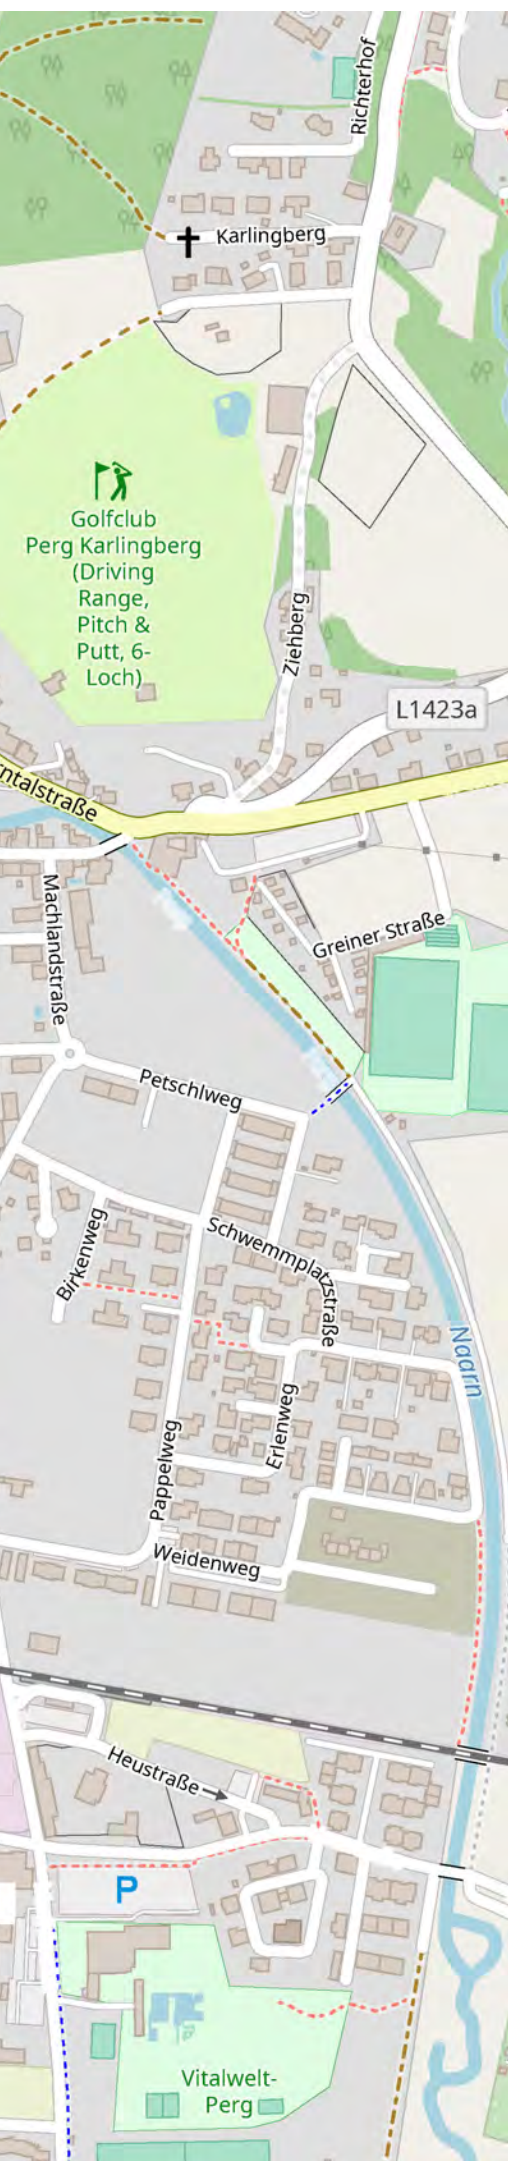 Richterhof
Karlingberg
Golfclub
Perg Karlingberg
(Driving
Range,
Pitch &
Putt, 6-
Loch)
Ziehberg
L1423a
ntalstraße
Machlandstraße
Greiner Straße
Petschlweg
Birkenweg
Schwemmplatzstraße
Naarn
Erlenweg
Pappelweg
Weidenweg
Heustraße
P
Vitalwelt-
Perg